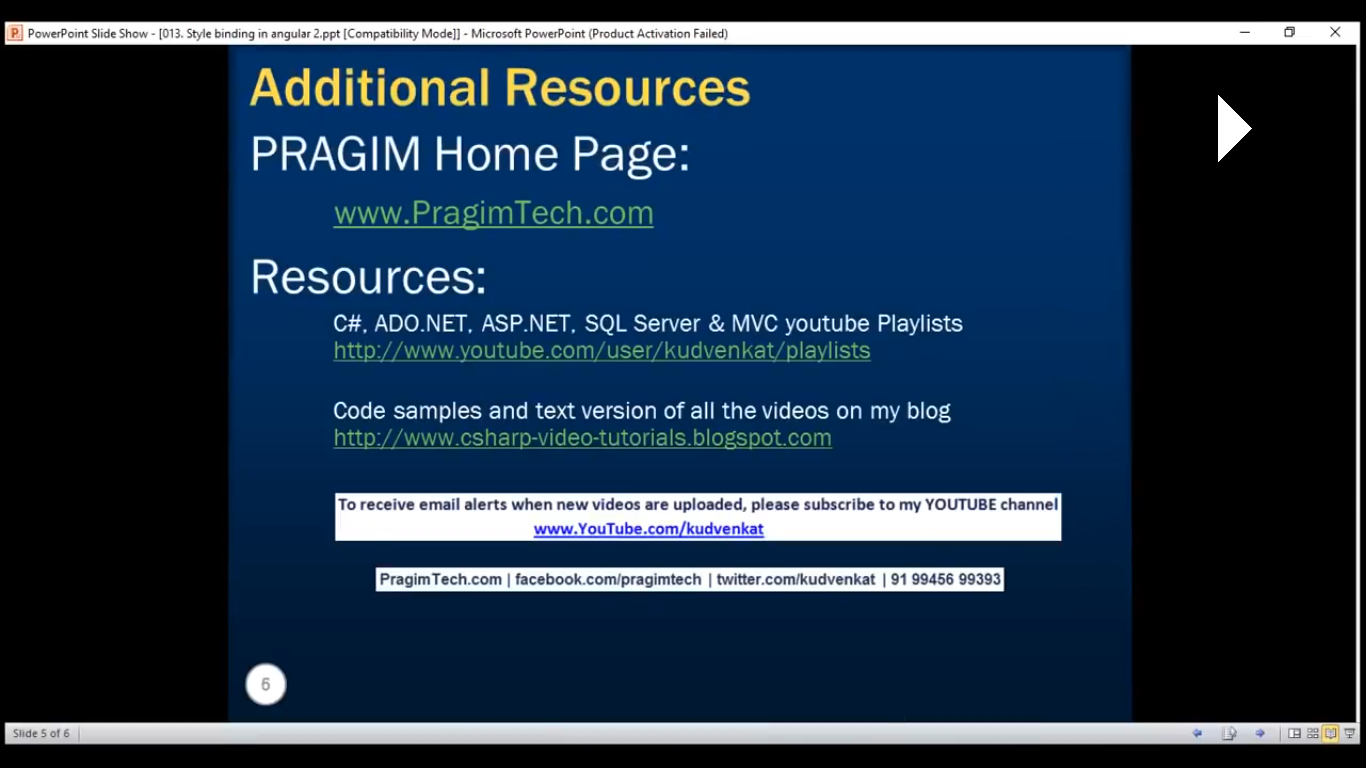 PowerPoint Slide Show - [013. Style binding in angular 2.ppt [Compatibility Mode]] - Microsoft PowerPoint (Product Activation Failed)
Additional Resources
PRAGIM Home Page:
www.PragimTech.com
Resources:
C#, ADO.NET, ASP.NET, SQL Server & MVC youtube Playlists
http://www.youtube.com/user/kudvenkat/playlists
Code samples and text version of all the videos on my blog
http://www.csharp-video-tutorials.blogspot.com
To receive email alerts when new videos are uploaded, please subscribe to my YOUTUBE channel
www.YouTube.com/kudvenkat
PragimTech.com | facebook.com/pragimtech | twitter.com/kudvenkat | 91 99456 99393
6
Slide 5 of 6